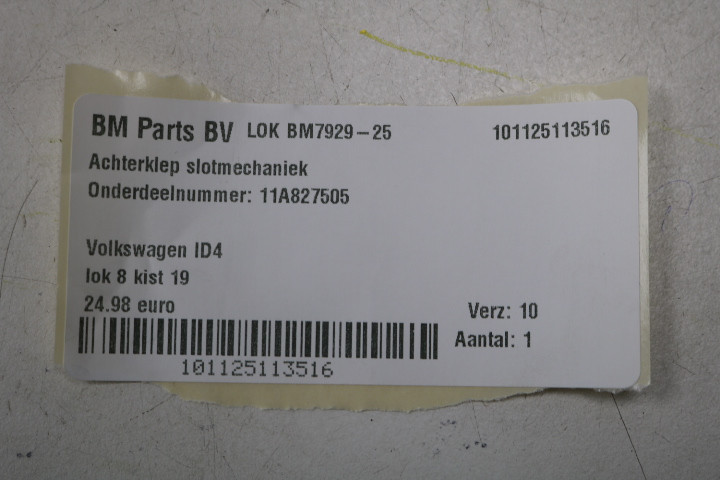 BM Parts BV LOK BM7929-25 101125113516
Achterklep slotmechaniek
Onderdeelnummer: 11A827505
Volkswagen ID4
lok 8 kist 19
24.98 euro Verz: 10
Aantal: 1
101125113516